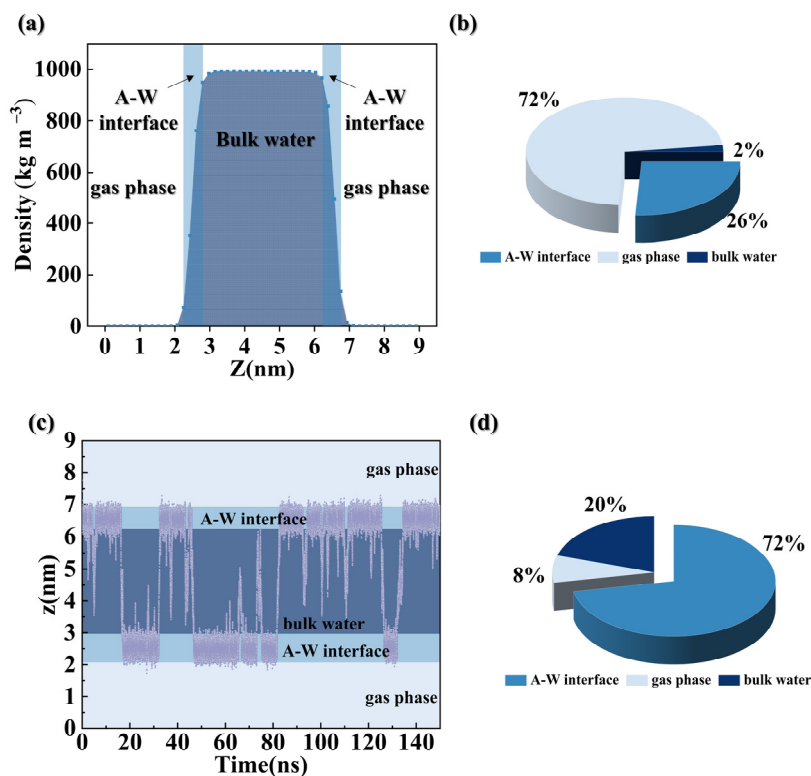 (a)
Density (kg m⁻³)
1000
800
600
400
200
0
A-W
interface
gas phase
Bulk water
A-W
interface
gas phase
0 1 2 3 4 5 6 7 8 9
Z(nm)
(b)
72%
2%
26%
A-W interface gas phase bulk water
(c)
z(nm)
9
8
7
6
5
4
3
2
1
0
gas phase
A-W interface
bulk water
A-W interface
gas phase
0 20 40 60 80 100 120 140
Time(ns)
(d)
20%
72%
8%
A-W interface gas phase bulk water